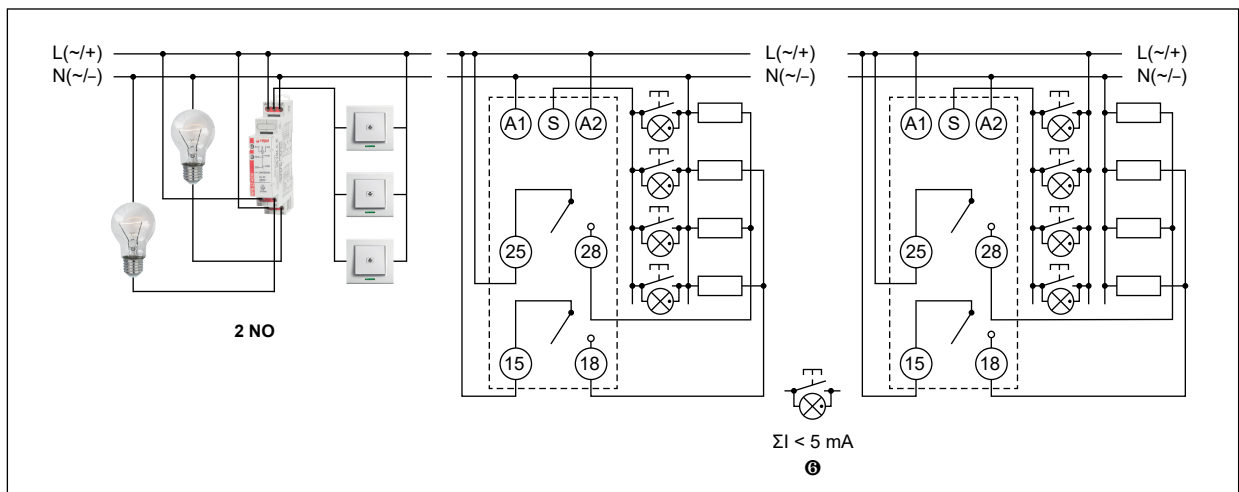 L(~/+)
N(~/–)
2 NO
L(~/+)
N(~/–)
A1 S A2
25 28
15 18
L(~/+)
N(~/–)
A1 S A2
25 28
15 18
ΣI < 5 mA
❻